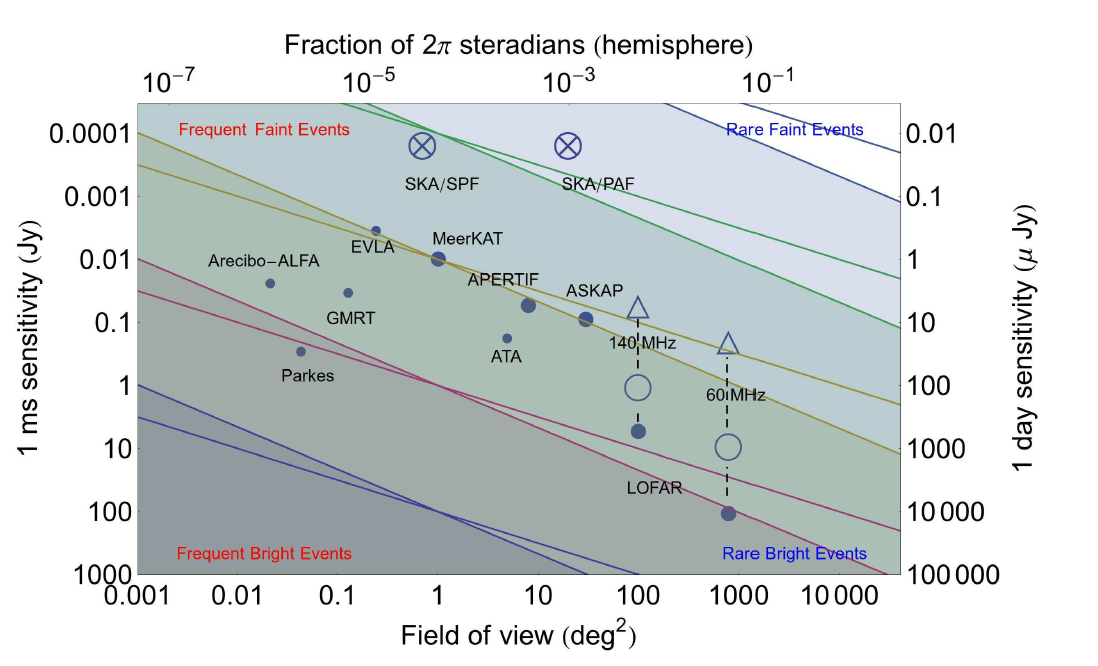 Fraction of 2π steradians (hemisphere)
10−7 10−5 10−3 10−1
0.0001 Frequent Faint Events Rare Faint Events 0.01
SKA/SPF SKA/PAF
0.001 0.1
EVLA MeerKAT
0.01 Arecibo−ALFA 1
APERTIF ASKAP
GMRT
0.1 10
140 MHz
ATA
Parkes
1 100
60 MHz
10 1000
LOFAR
100 10 000
Frequent Bright Events Rare Bright Events
1000 100 000
0.001 0.01 0.1 1 10 100 1000 10 000
Field of view (deg2)
1 ms sensitivity (Jy)
1 day sensitivity (μ Jy)